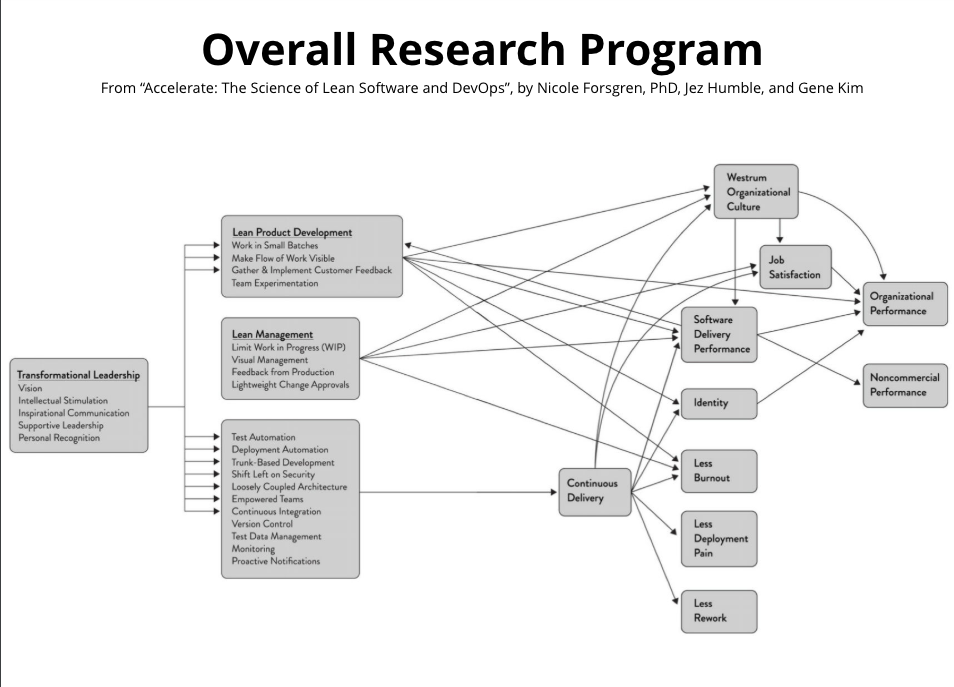 Overall Research Program
From “Accelerate: The Science of Lean Software and DevOps”, by Nicole Forsgren, PhD, Jez Humble, and Gene Kim
Transformational Leadership
Vision
Intellectual Stimulation
Inspirational Communication
Supportive Leadership
Personal Recognition
Lean Product Development
Work in Small Batches
Make Flow of Work Visible
Gather & Implement Customer Feedback
Team Experimentation
Lean Management
Limit Work in Progress (WIP)
Visual Management
Feedback from Production
Lightweight Change Approvals
Test Automation
Deployment Automation
Trunk-Based Development
Shift Left on Security
Loosely Coupled Architecture
Empowered Teams
Continuous Integration
Version Control
Test Data Management
Monitoring
Proactive Notifications
Continuous
Delivery
Westrum
Organizational
Culture
Job
Satisfaction
Software
Delivery
Performance
Identity
Less
Burnout
Less
Deployment
Pain
Less
Rework
Organizational
Performance
Noncommercial
Performance